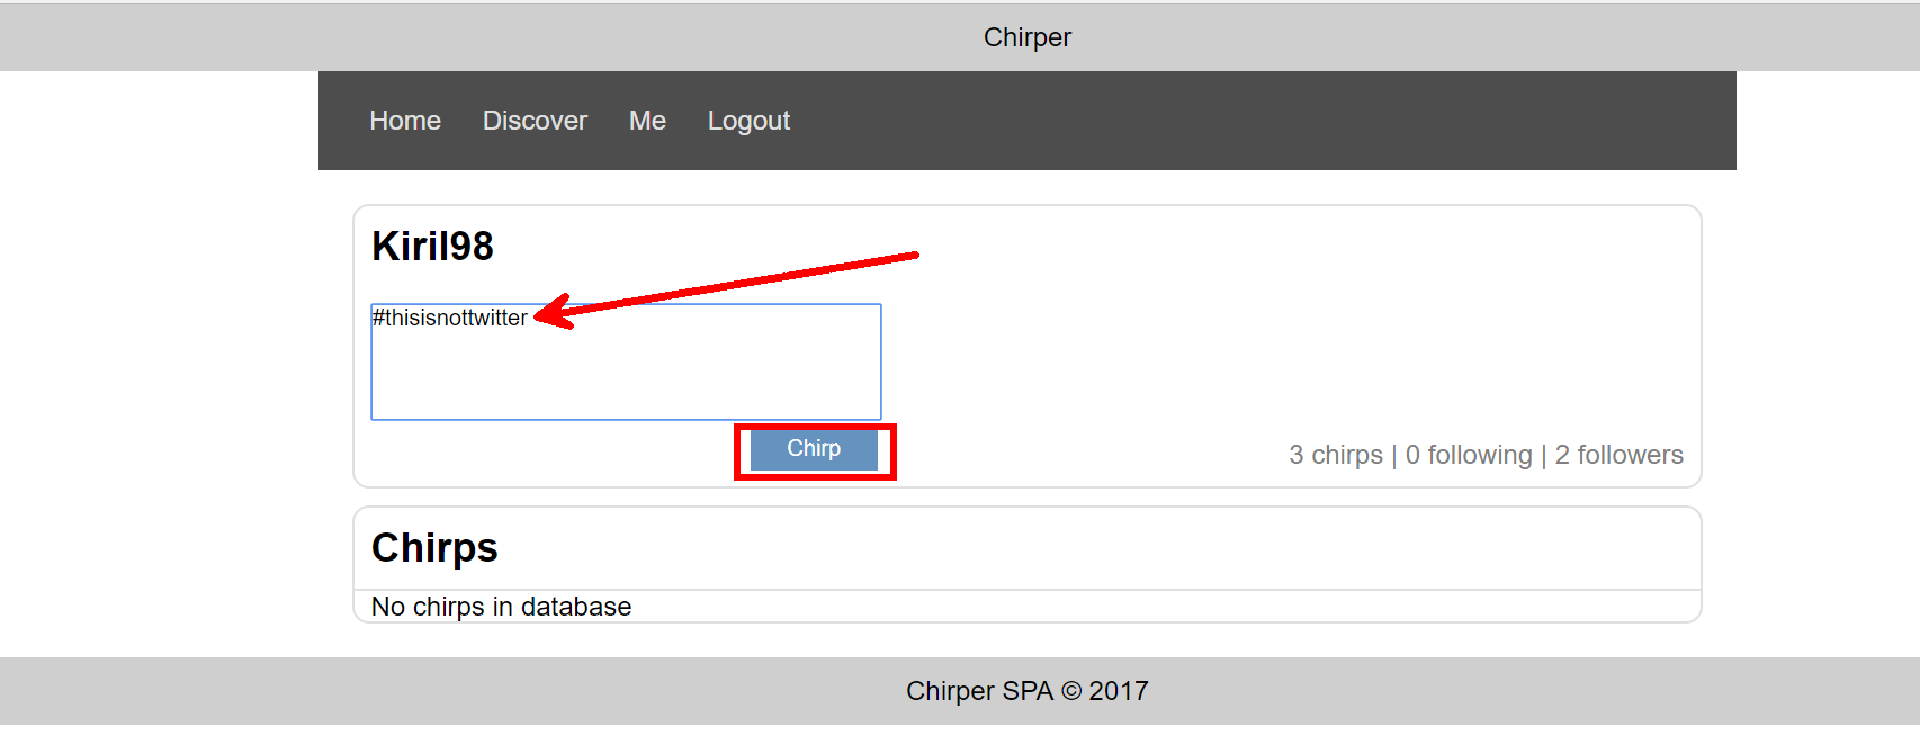 Chirper
Home Discover Me Logout
Kiril98
#thisisnottwitter
Chirp
3 chirps | 0 following | 2 followers
Chirps
No chirps in database
Chirper SPA © 2017